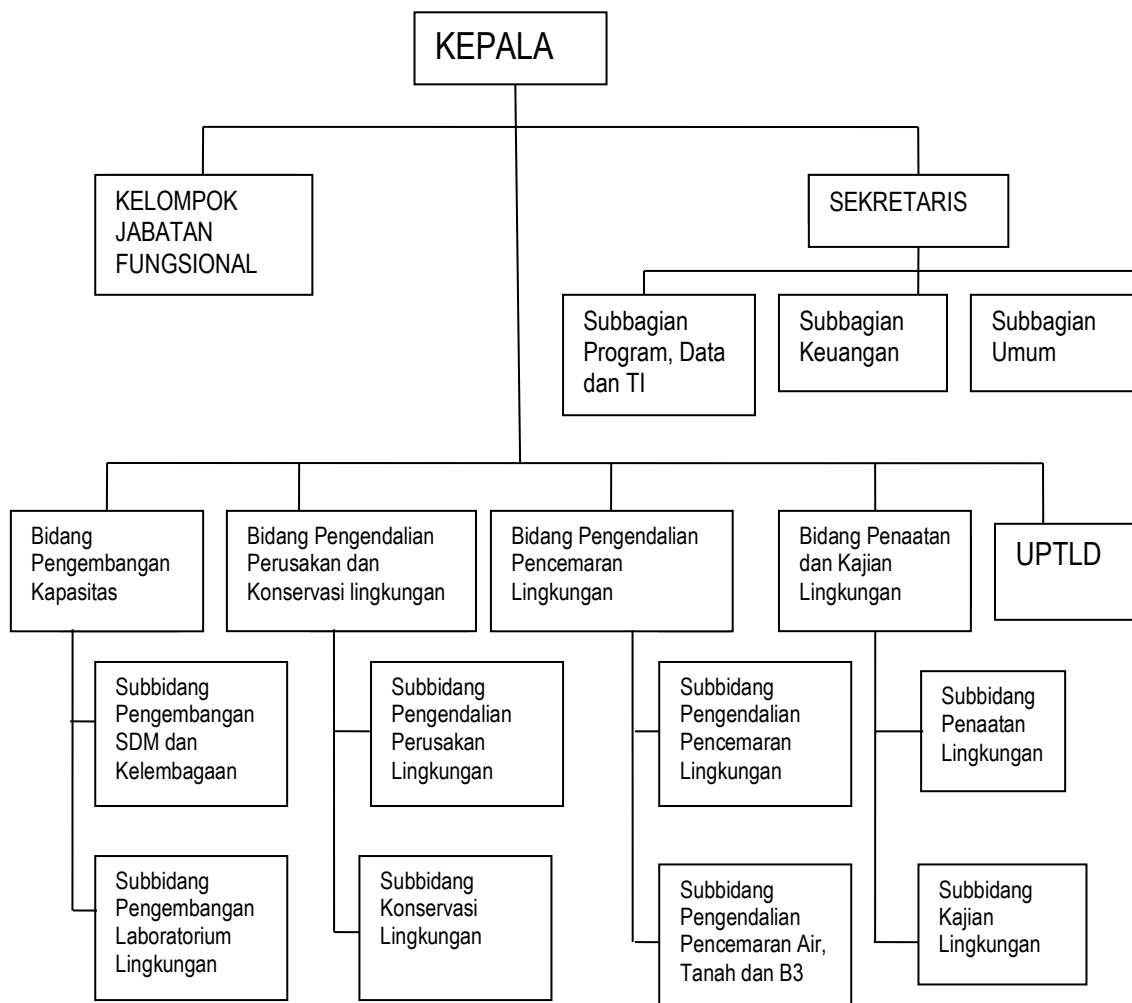 KEPALA
KELOMPOK
JABATAN
FUNGSIONAL
SEKRETARIS
Subbagian
Program, Data
dan TI
Subbagian
Keuangan
Subbagian
Umum
Bidang
Pengembangan
Kapasitas
Bidang Pengendalian
Perusakan dan
Konservasi lingkungan
Bidang Pengendalian
Pencemaran
Lingkungan
Bidang Penaatan
dan Kajian
Lingkungan
UPTLD
Subbidang
Pengembangan
SDM dan
Kelembagaan
Subbidang
Pengendalian
Perusakan
Lingkungan
Subbidang
Pengendalian
Pencemaran
Lingkungan
Subbidang
Penaatan
Lingkungan
Subbidang
Pengembangan
Laboratorium
Lingkungan
Subbidang
Konservasi
Lingkungan
Subbidang
Pengendalian
Pencemaran Air,
Tanah dan B3
Subbidang
Kajian
Lingkungan